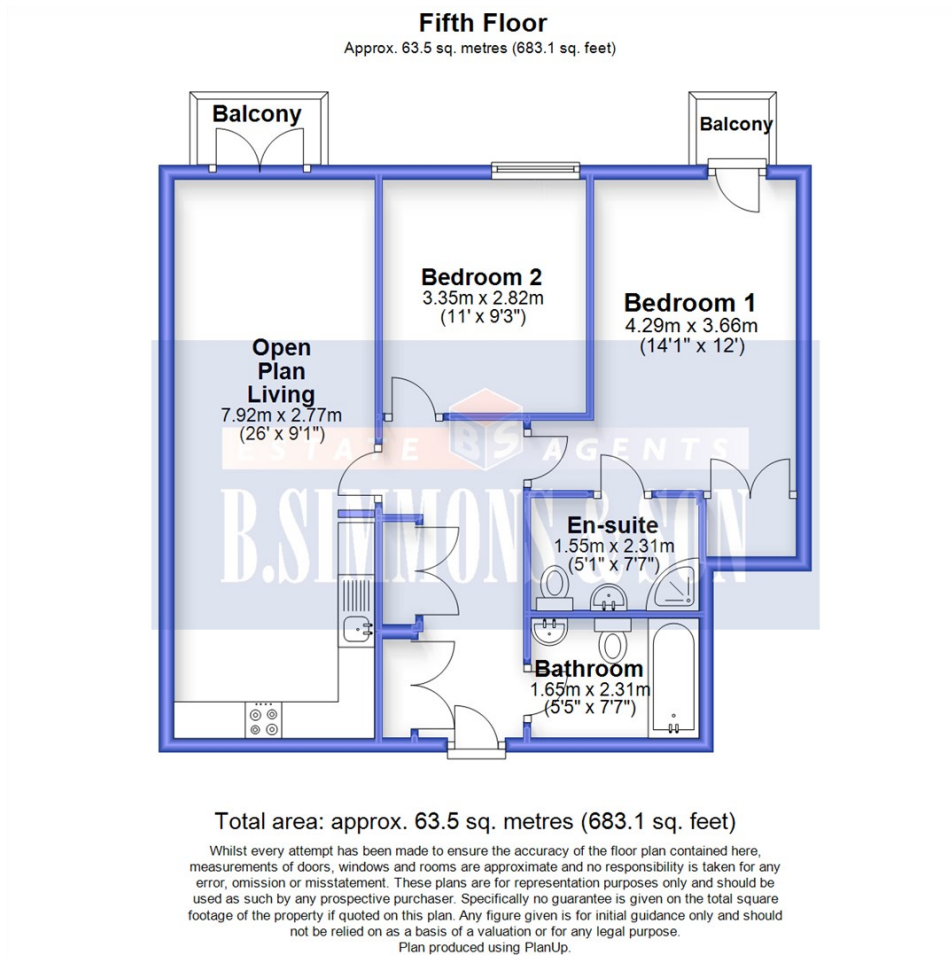 Fifth Floor
Approx. 63.5 sq. metres (683.1 sq. feet)
Balcony
Balcony
Bedroom 2
3.35m x 2.82m
(11' x 9'3")
Bedroom 1
4.29m x 3.66m
(14'1" x 12')
Open
Plan
Living
7.92m x 2.77m
(26' x 9'1")
ESTATE BS AGENTS
B.SIMMONS & SON
En-suite
1.55m x 2.31m
(5'1" x 7'7")
Bathroom
1.65m x 2.31m
(5'5" x 7'7")
Total area: approx. 63.5 sq. metres (683.1 sq. feet)
Whilst every attempt has been made to ensure the accuracy of the floor plan contained here,
measurements of doors, windows and rooms are approximate and no responsibility is taken for any
error, omission or misstatement. These plans are for representation purposes only and should be
used as such by any prospective purchaser. Specifically no guarantee is given on the total square
footage of the property if quoted on this plan. Any figure given is for initial guidance only and should
not be relied on as a basis of a valuation or for any legal purpose.
Plan produced using PlanUp.